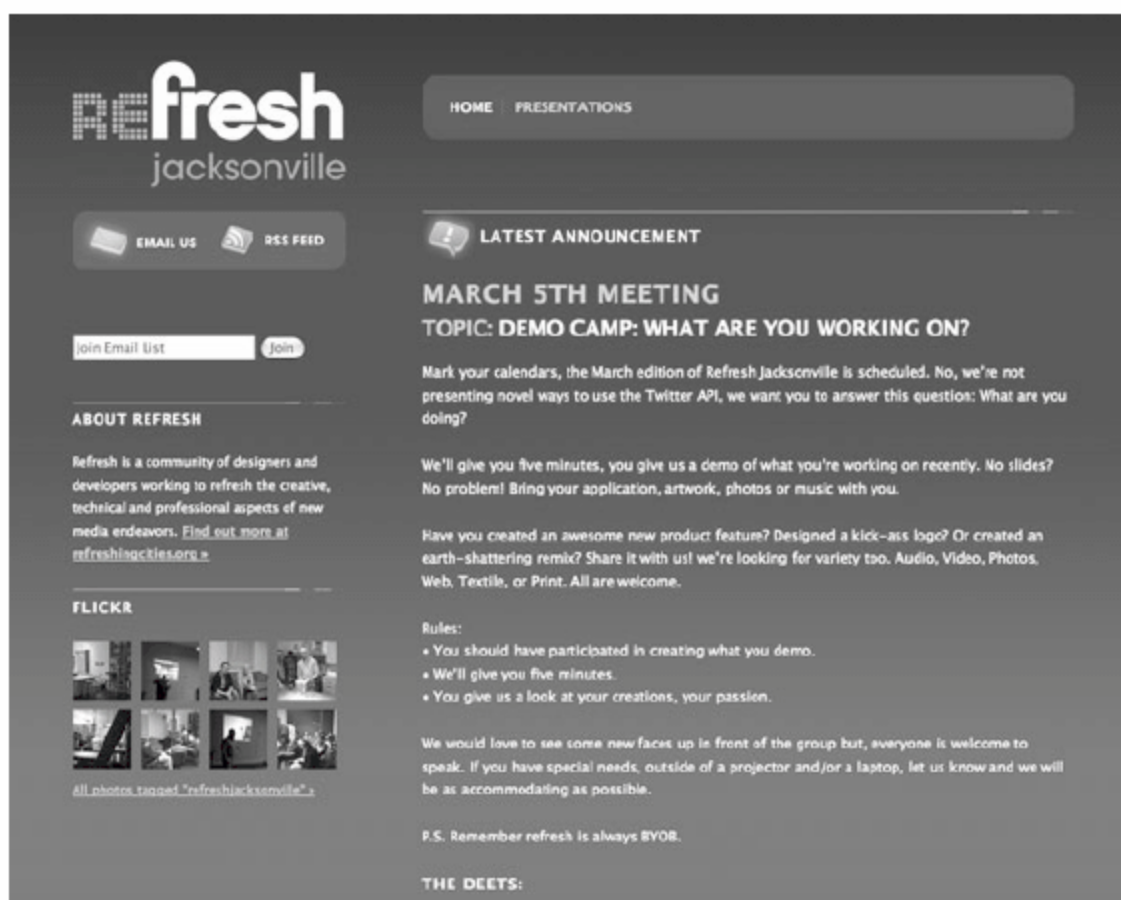 REfresh
jacksonville
HOME PRESENTATIONS
EMAIL US RSS FEED
Join Email List Join
ABOUT REFRESH
Refresh is a community of designers and
developers working to refresh the creative,
technical and professional aspects of new
media endeavors. Find out more at
refreshingcities.org »
FLICKR
All photos tagged "refreshjacksonville" »
LATEST ANNOUNCEMENT
MARCH 5TH MEETING
TOPIC: DEMO CAMP: WHAT ARE YOU WORKING ON?
Mark your calendars, the March edition of Refresh Jacksonville is scheduled. No, we're not
presenting novel ways to use the Twitter API, we want you to answer this question: What are you
doing?
We'll give you five minutes, you give us a demo of what you're working on recently. No slides?
No problem! Bring your application, artwork, photos or music with you.
Have you created an awesome new product feature? Designed a kick-ass logo? Or created an
earth-shattering remix? Share it with us! we're looking for variety too. Audio, Video, Photos,
Web, Textile, or Print. All are welcome.
Rules:
• You should have participated in creating what you demo.
• We'll give you five minutes.
• You give us a look at your creations, your passion.
We would love to see some new faces up in front of the group but, everyone is welcome to
speak. If you have special needs, outside of a projector and/or a laptop, let us know and we will
be as accommodating as possible.
P.S. Remember refresh is always BYOB.
THE DEETS: